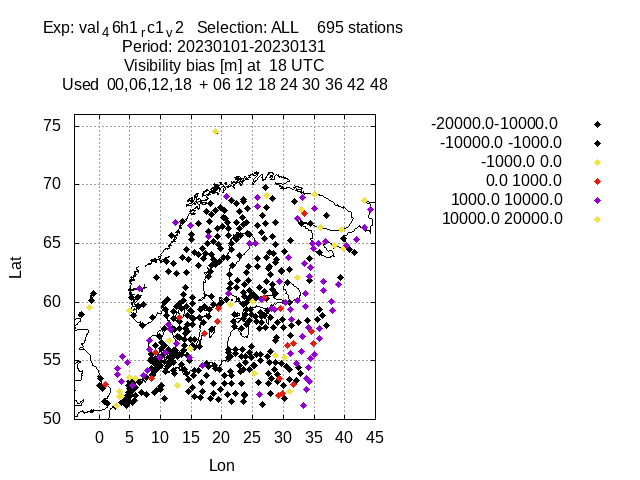 Exp: val₄6h1ᵣc1ᵥ2 Selection: ALL 695 stations
Period: 20230101-20230131
Visibility bias [m] at 18 UTC
Used 00,06,12,18 + 06 12 18 24 30 36 42 48
-20000.0-10000.0
-10000.0 -1000.0
-1000.0 0.0
0.0 1000.0
1000.0 10000.0
10000.0 20000.0
75
70
65
60
55
50
Lat
0 5 10 15 20 25 30 35 40 45
Lon